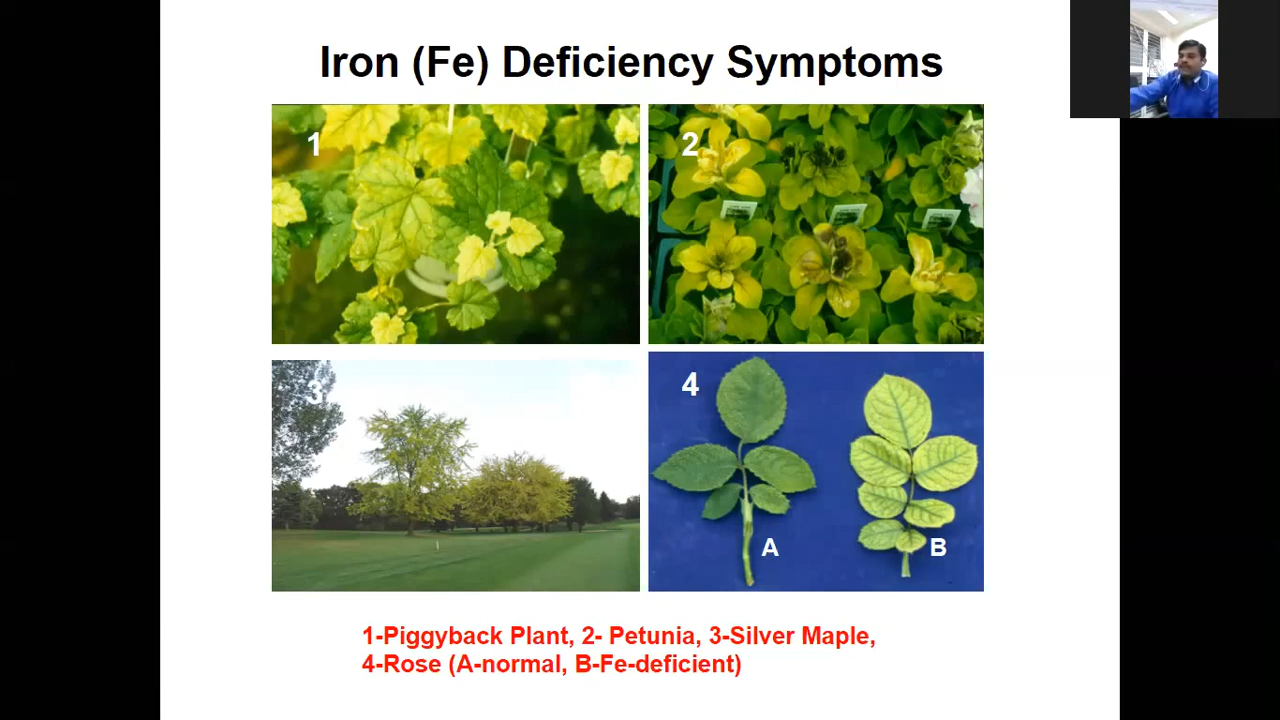 Iron (Fe) Deficiency Symptoms
1
2
3
4
A
B
1-Piggyback Plant, 2- Petunia, 3-Silver Maple,
4-Rose (A-normal, B-Fe-deficient)